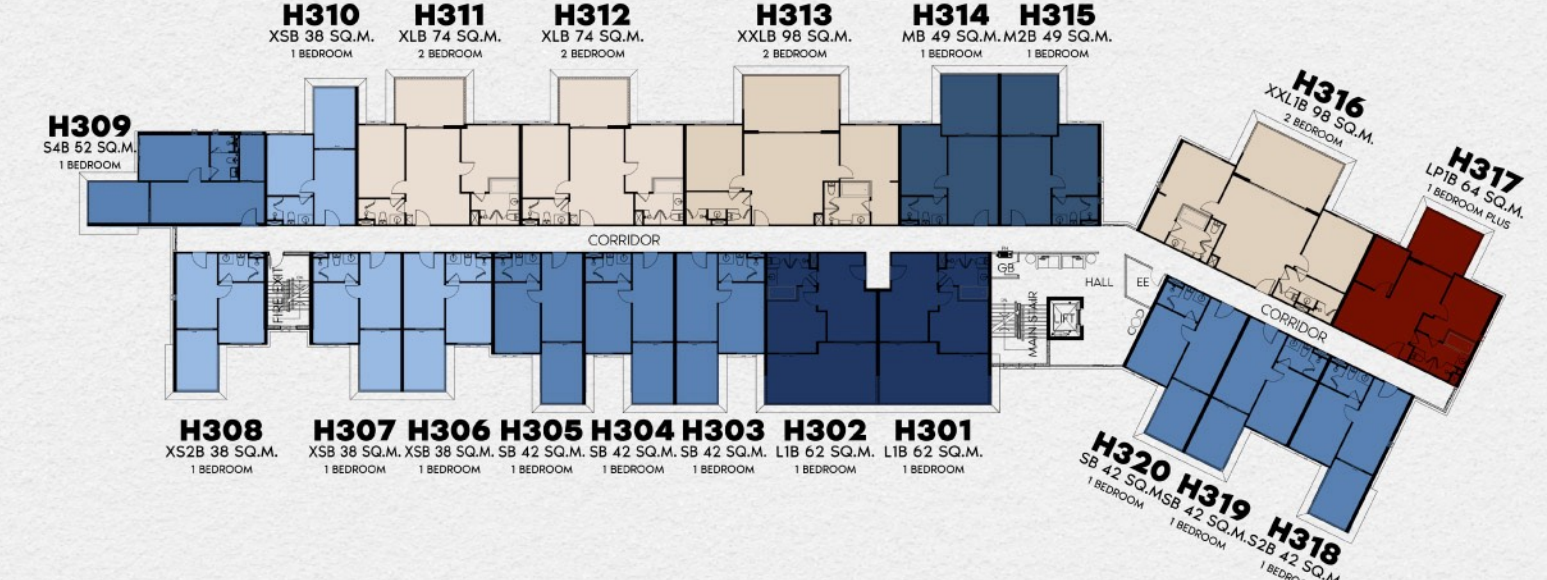 H310
XSB 38 SQ.M.
1 BEDROOM
H311
XLB 74 SQ.M.
2 BEDROOM
H312
XLB 74 SQ.M.
2 BEDROOM
H313
XXLB 98 SQ.M.
2 BEDROOM
H314
MB 49 SQ.M.
1 BEDROOM
H315
M2B 49 SQ.M.
1 BEDROOM
H316
XXL1B 98 SQ.M.
2 BEDROOM
H317
LP1B 64 SQ.M.
1 BEDROOM PLUS
H309
S4B 52 SQ.M.
1 BEDROOM
CORRIDOR
FIRE EXIT
GB
HALL
EE
MAIN STAIR
LIFT
CORRIDOR
H308
XS2B 38 SQ.M.
1 BEDROOM
H307
XSB 38 SQ.M.
1 BEDROOM
H306
XSB 38 SQ.M.
1 BEDROOM
H305
SB 42 SQ.M.
1 BEDROOM
H304
SB 42 SQ.M.
1 BEDROOM
H303
SB 42 SQ.M.
1 BEDROOM
H302
L1B 62 SQ.M.
1 BEDROOM
H301
L1B 62 SQ.M.
1 BEDROOM
H320
SB 42 SQ.M.
1 BEDROOM
H319
SB 42 SQ.M.
1 BEDROOM
H318
S2B 42 SQ.M.
1